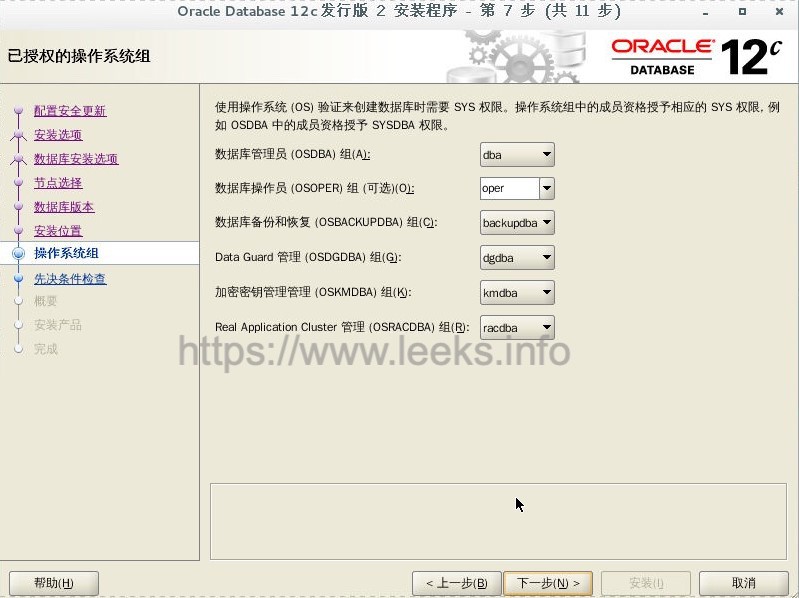 Oracle Database 12c 发行版 2 安装程序 - 第 7 步 (共 11 步)
已授权的操作系统组
ORACLE
DATABASE
12c
配置安全更新
安装选项
数据库安装选项
节点选择
数据库版本
安装位置
操作系统组
先决条件检查
概要
安装产品
完成
使用操作系统 (OS) 验证来创建数据库时需要 SYS 权限。操作系统组中的成员资格授予相应的 SYS 权限, 例
如 OSDBA 中的成员资格授予 SYSDBA 权限。
数据库管理员 (OSDBA) 组(A): dba
数据库操作员 (OSOPER) 组 (可选)(O): oper
数据库备份和恢复 (OSBACKUPDBA) 组(C): backupdba
Data Guard 管理 (OSDGDBA) 组(G): dgdba
加密密钥管理管理 (OSKMDBA) 组(K): kmdba
Real Application Cluster 管理 (OSRACDBA) 组(R): racdba
https://www.leeks.info
帮助(H)
< 上一步(B)
下一步(N) >
安装(I)
取消